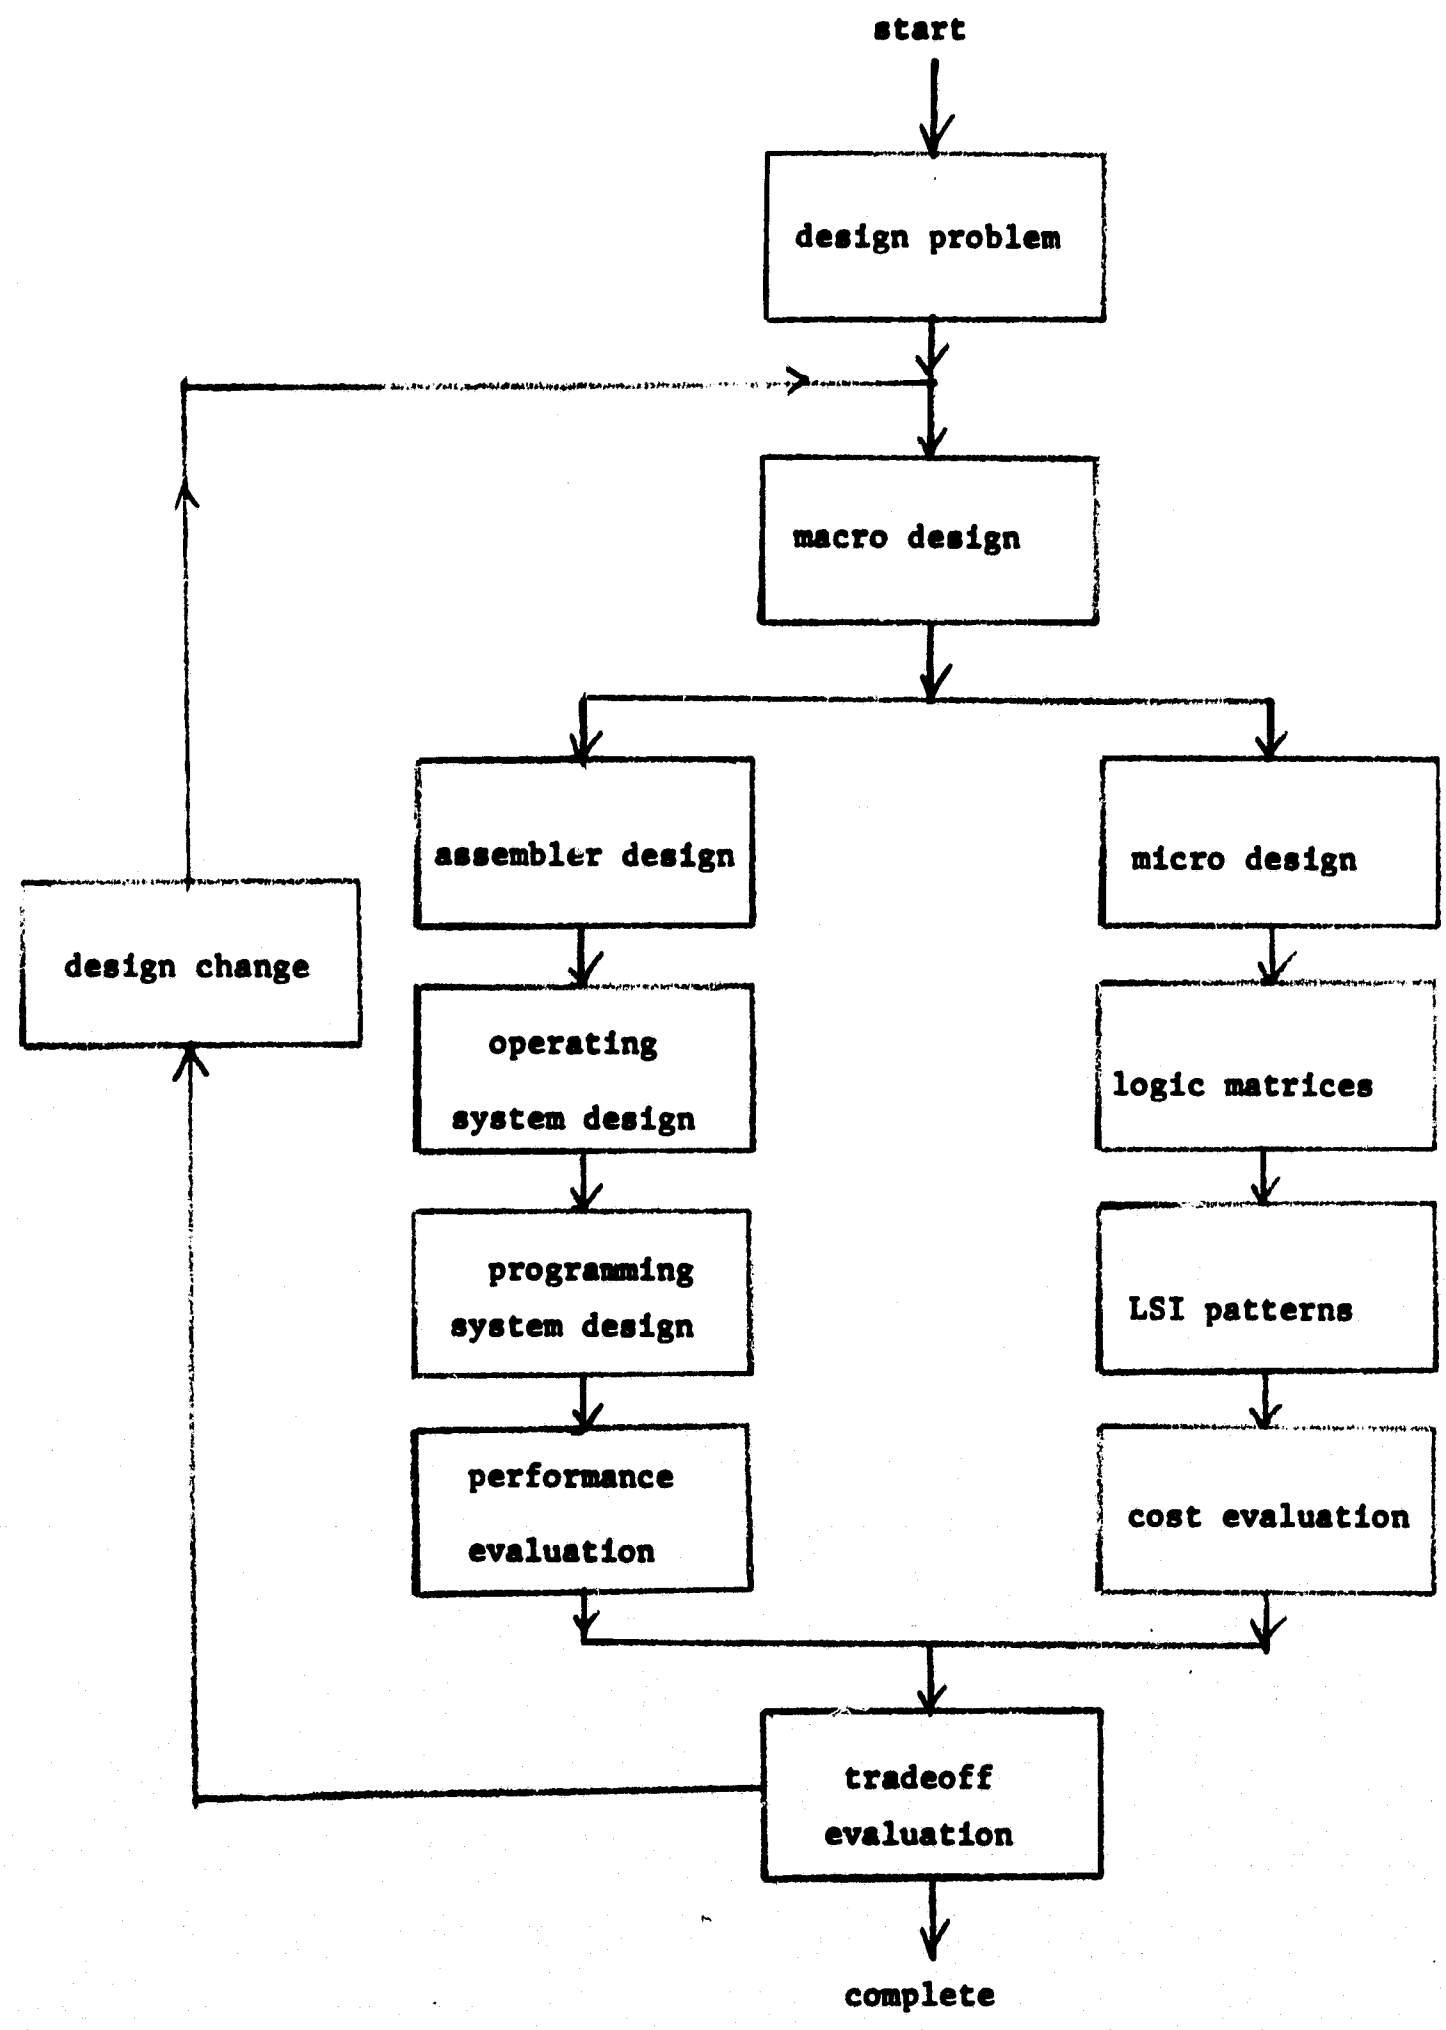 start
design problem
macro design
assembler design
micro design
design change
operating
system design
logic matrices
programming
system design
LSI patterns
performance
evaluation
cost evaluation
tradeoff
evaluation
complete